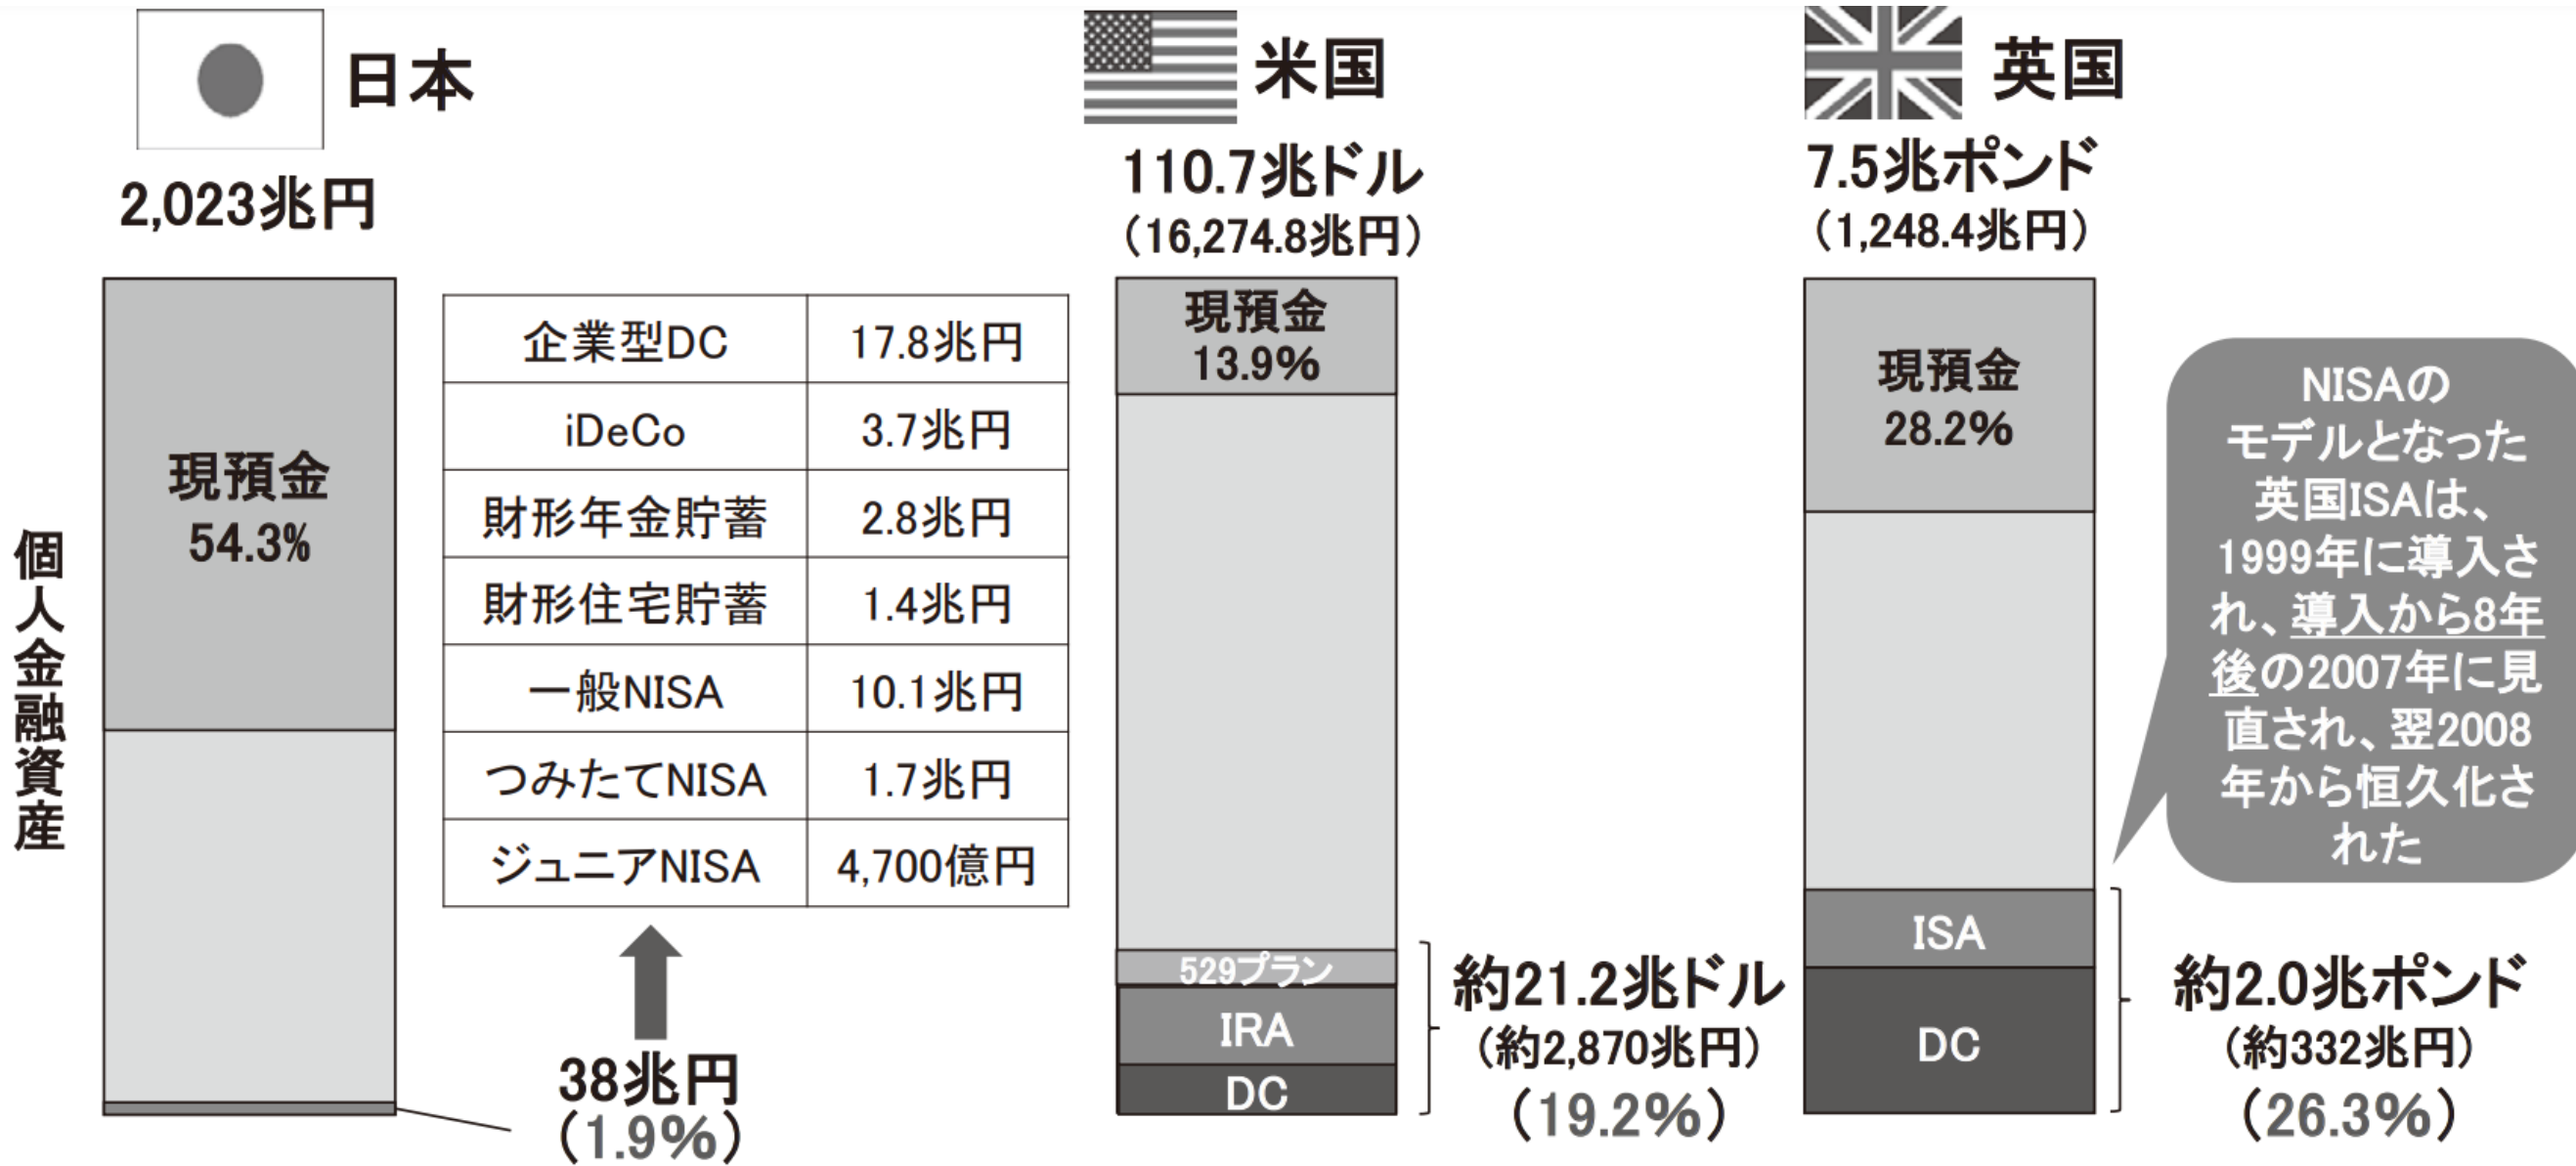 日本
2,023兆円
個人金融資産
現預金
54.3%
企業型DC 17.8兆円
iDeCo 3.7兆円
財形年金貯蓄 2.8兆円
財形住宅貯蓄 1.4兆円
一般NISA 10.1兆円
つみたてNISA 1.7兆円
ジュニアNISA 4,700億円
38兆円
(1.9%)
米国
110.7兆ドル
(16,274.8兆円)
現預金
13.9%
529プラン
IRA
DC
約21.2兆ドル
(約2,870兆円)
(19.2%)
英国
7.5兆ポンド
(1,248.4兆円)
現預金
28.2%
ISA
DC
約2.0兆ポンド
(約332兆円)
(26.3%)
NISAの
モデルとなった
英国ISAは、
1999年に導入さ
れ、導入から8年
後の2007年に見
直され、翌2008
年から恒久化さ
れた